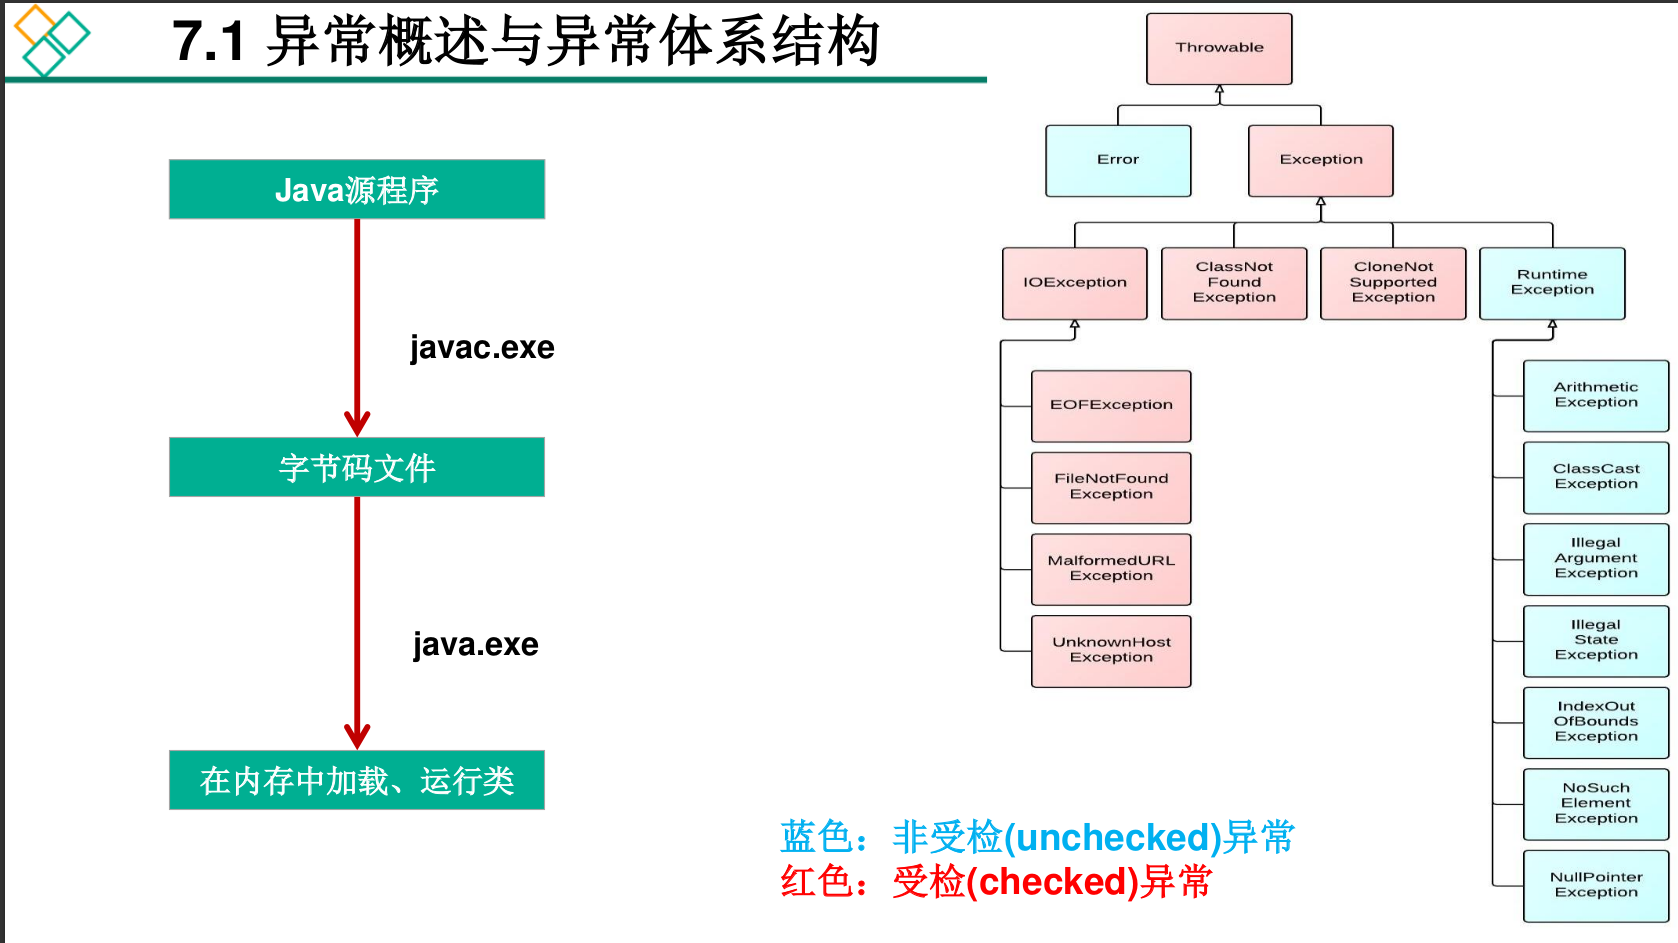 7.1 异常概述与异常体系结构
Java源程序
javac.exe
字节码文件
java.exe
在内存中加载、运行类
Throwable
Error
Exception
IOException
ClassNot
Found
Exception
CloneNot
Supported
Exception
Runtime
Exception
EOFException
FileNotFound
Exception
MalformedURL
Exception
UnknownHost
Exception
Arithmetic
Exception
ClassCast
Exception
Illegal
Argument
Exception
Illegal
State
Exception
IndexOut
OfBounds
Exception
NoSuch
Element
Exception
NullPointer
Exception
蓝色：非受检(unchecked)异常
红色：受检(checked)异常